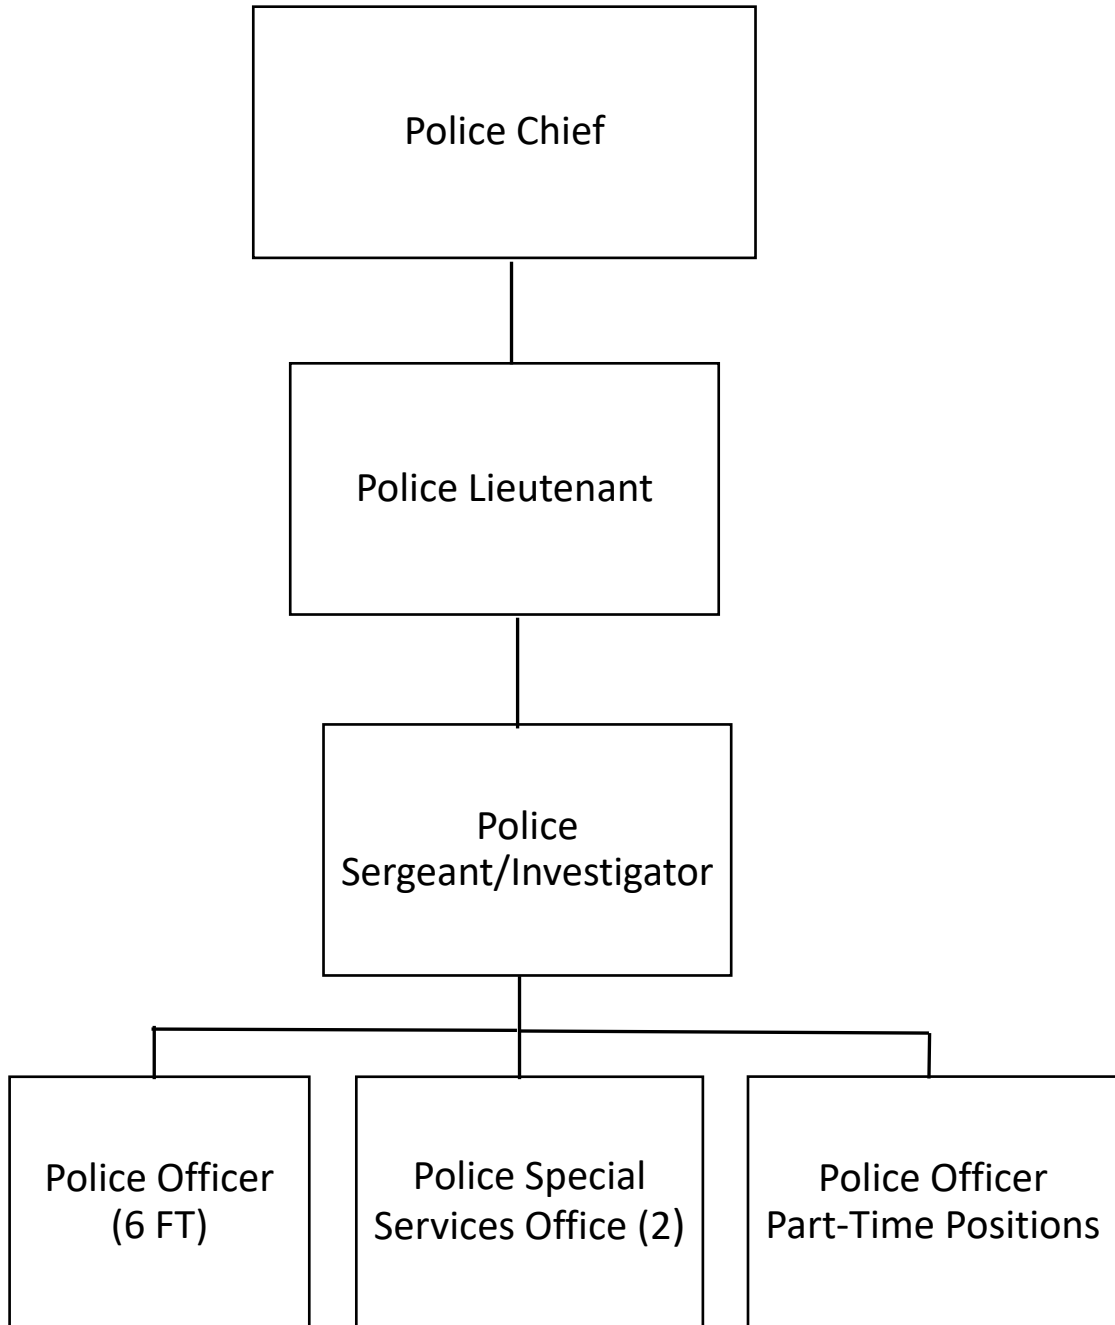 Police Chief
Police Lieutenant
Police
Sergeant/Investigator
Police Officer
(6 FT)
Police Special
Services Office (2)
Police Officer
Part-Time Positions